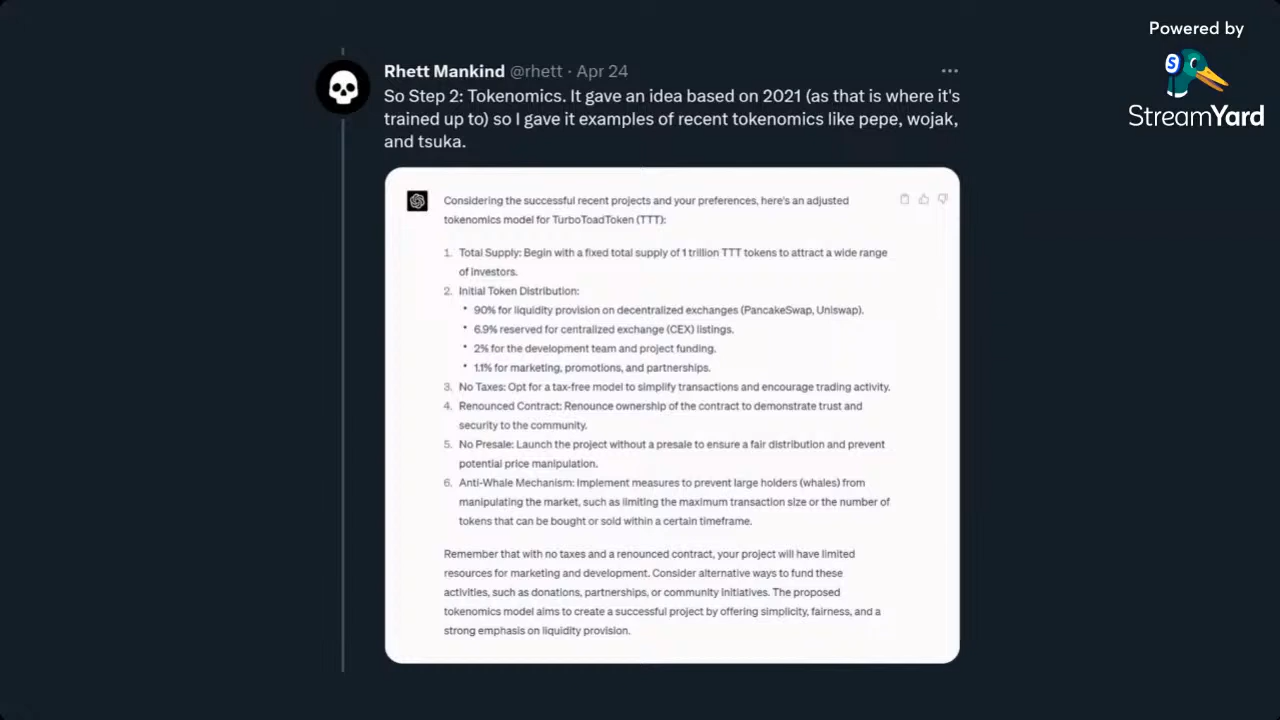 Powered by
S
StreamYard
Rhett Mankind @rhett · Apr 24
So Step 2: Tokenomics. It gave an idea based on 2021 (as that is where it's
trained up to) so I gave it examples of recent tokenomics like pepe, wojak,
and tsuka.
Considering the successful recent projects and your preferences, here's an adjusted
tokenomics model for TurboToadToken (TTT):
1. Total Supply: Begin with a fixed total supply of 1 trillion TTT tokens to attract a wide range
of investors.
2. Initial Token Distribution:
• 90% for liquidity provision on decentralized exchanges (PancakeSwap, Uniswap).
• 6.9% reserved for centralized exchange (CEX) listings.
• 2% for the development team and project funding.
• 1.1% for marketing, promotions, and partnerships.
3. No Taxes: Opt for a tax-free model to simplify transactions and encourage trading activity.
4. Renounced Contract: Renounce ownership of the contract to demonstrate trust and
security to the community.
5. No Presale: Launch the project without a presale to ensure a fair distribution and prevent
potential price manipulation.
6. Anti-Whale Mechanism: Implement measures to prevent large holders (whales) from
manipulating the market, such as limiting the maximum transaction size or the number of
tokens that can be bought or sold within a certain timeframe.
Remember that with no taxes and a renounced contract, your project will have limited
resources for marketing and development. Consider alternative ways to fund these
activities, such as donations, partnerships, or community initiatives. The proposed
tokenomics model aims to create a successful project by offering simplicity, fairness, and a
strong emphasis on liquidity provision.